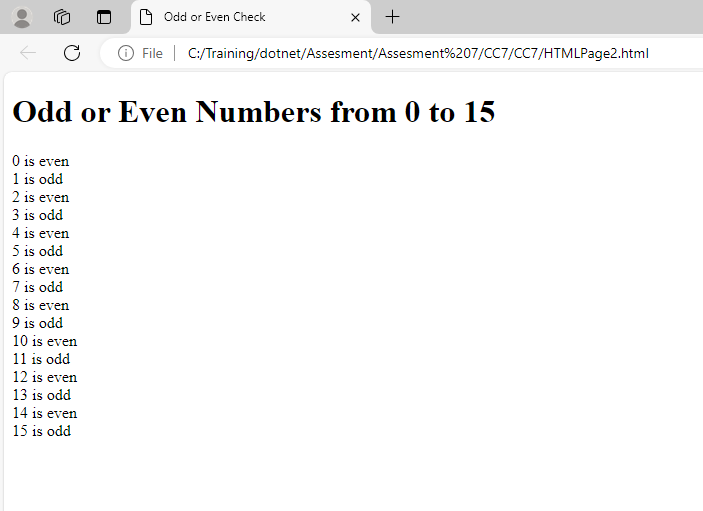 Odd or Even Check
File
C:/Training/dotnet/Assesment/Assesment%207/CC7/CC7/HTMLPage2.html
Odd or Even Numbers from 0 to 15
0 is even
1 is odd
2 is even
3 is odd
4 is even
5 is odd
6 is even
7 is odd
8 is even
9 is odd
10 is even
11 is odd
12 is even
13 is odd
14 is even
15 is odd